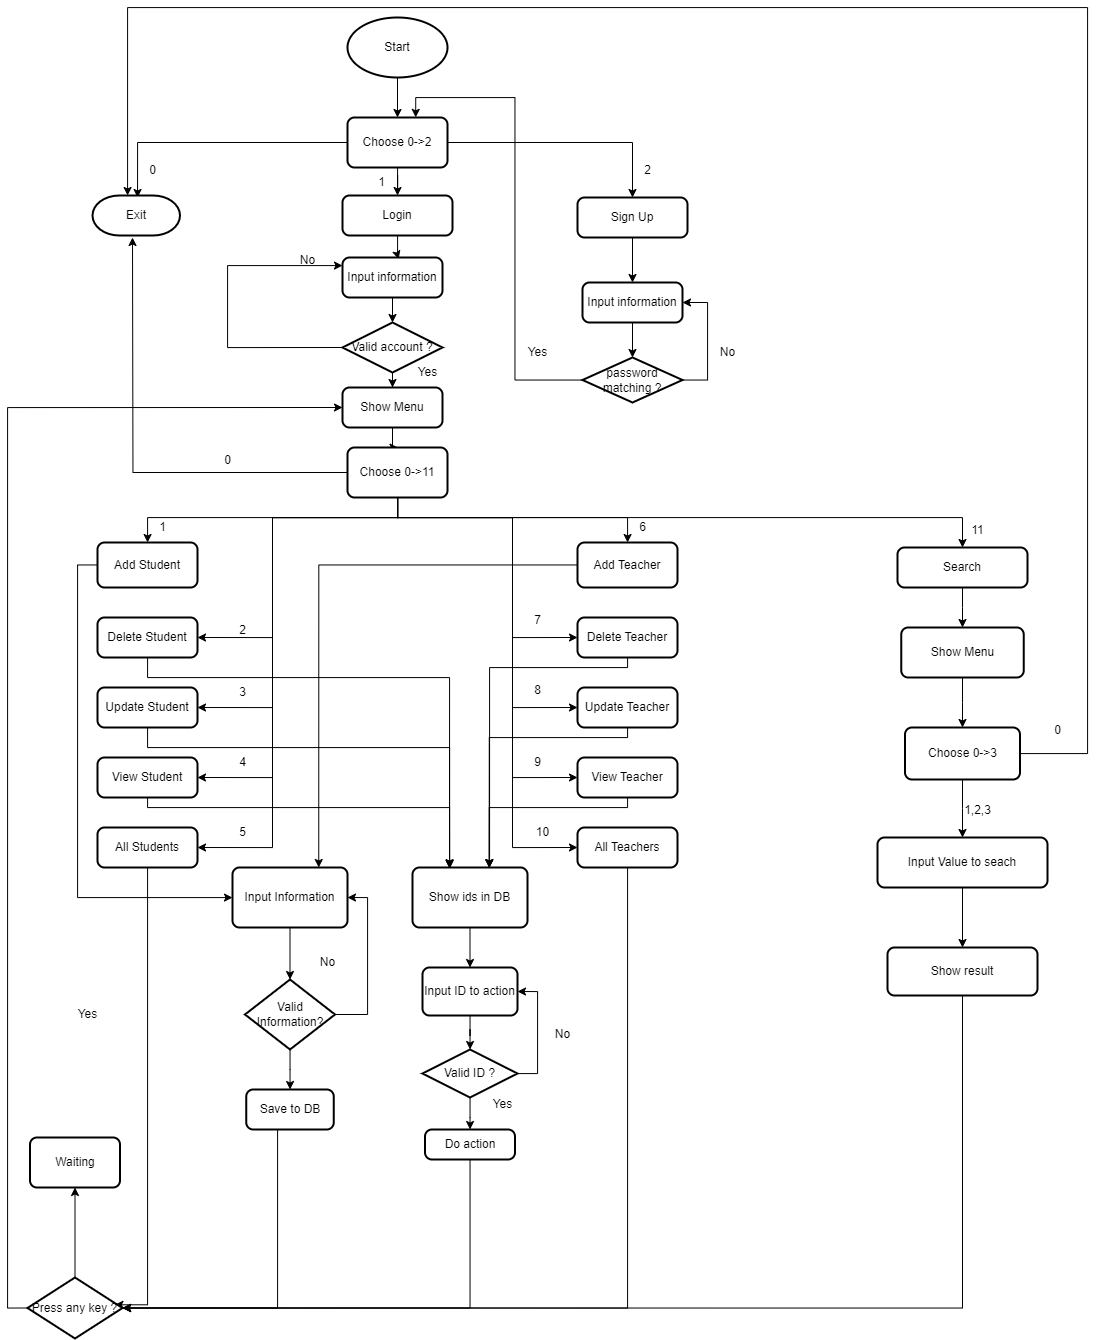 Start
Choose 0->2
0
1
2
Exit
Login
Sign Up
No
Input information
Input information
Valid account ?
Yes
Yes
No
password
matching ?
Show Menu
0
Choose 0->11
1
6
11
Add Student
Add Teacher
Search
2
7
Delete Student
Delete Teacher
Show Menu
3
8
Update Student
Update Teacher
0
4
9
Choose 0->3
View Student
View Teacher
1,2,3
5
10
All Students
All Teachers
Input Value to seach
Input Information
Show ids in DB
No
Show result
Input ID to action
Yes
Valid
Information?
No
Valid ID ?
Yes
Save to DB
Do action
Waiting
Press any key ?